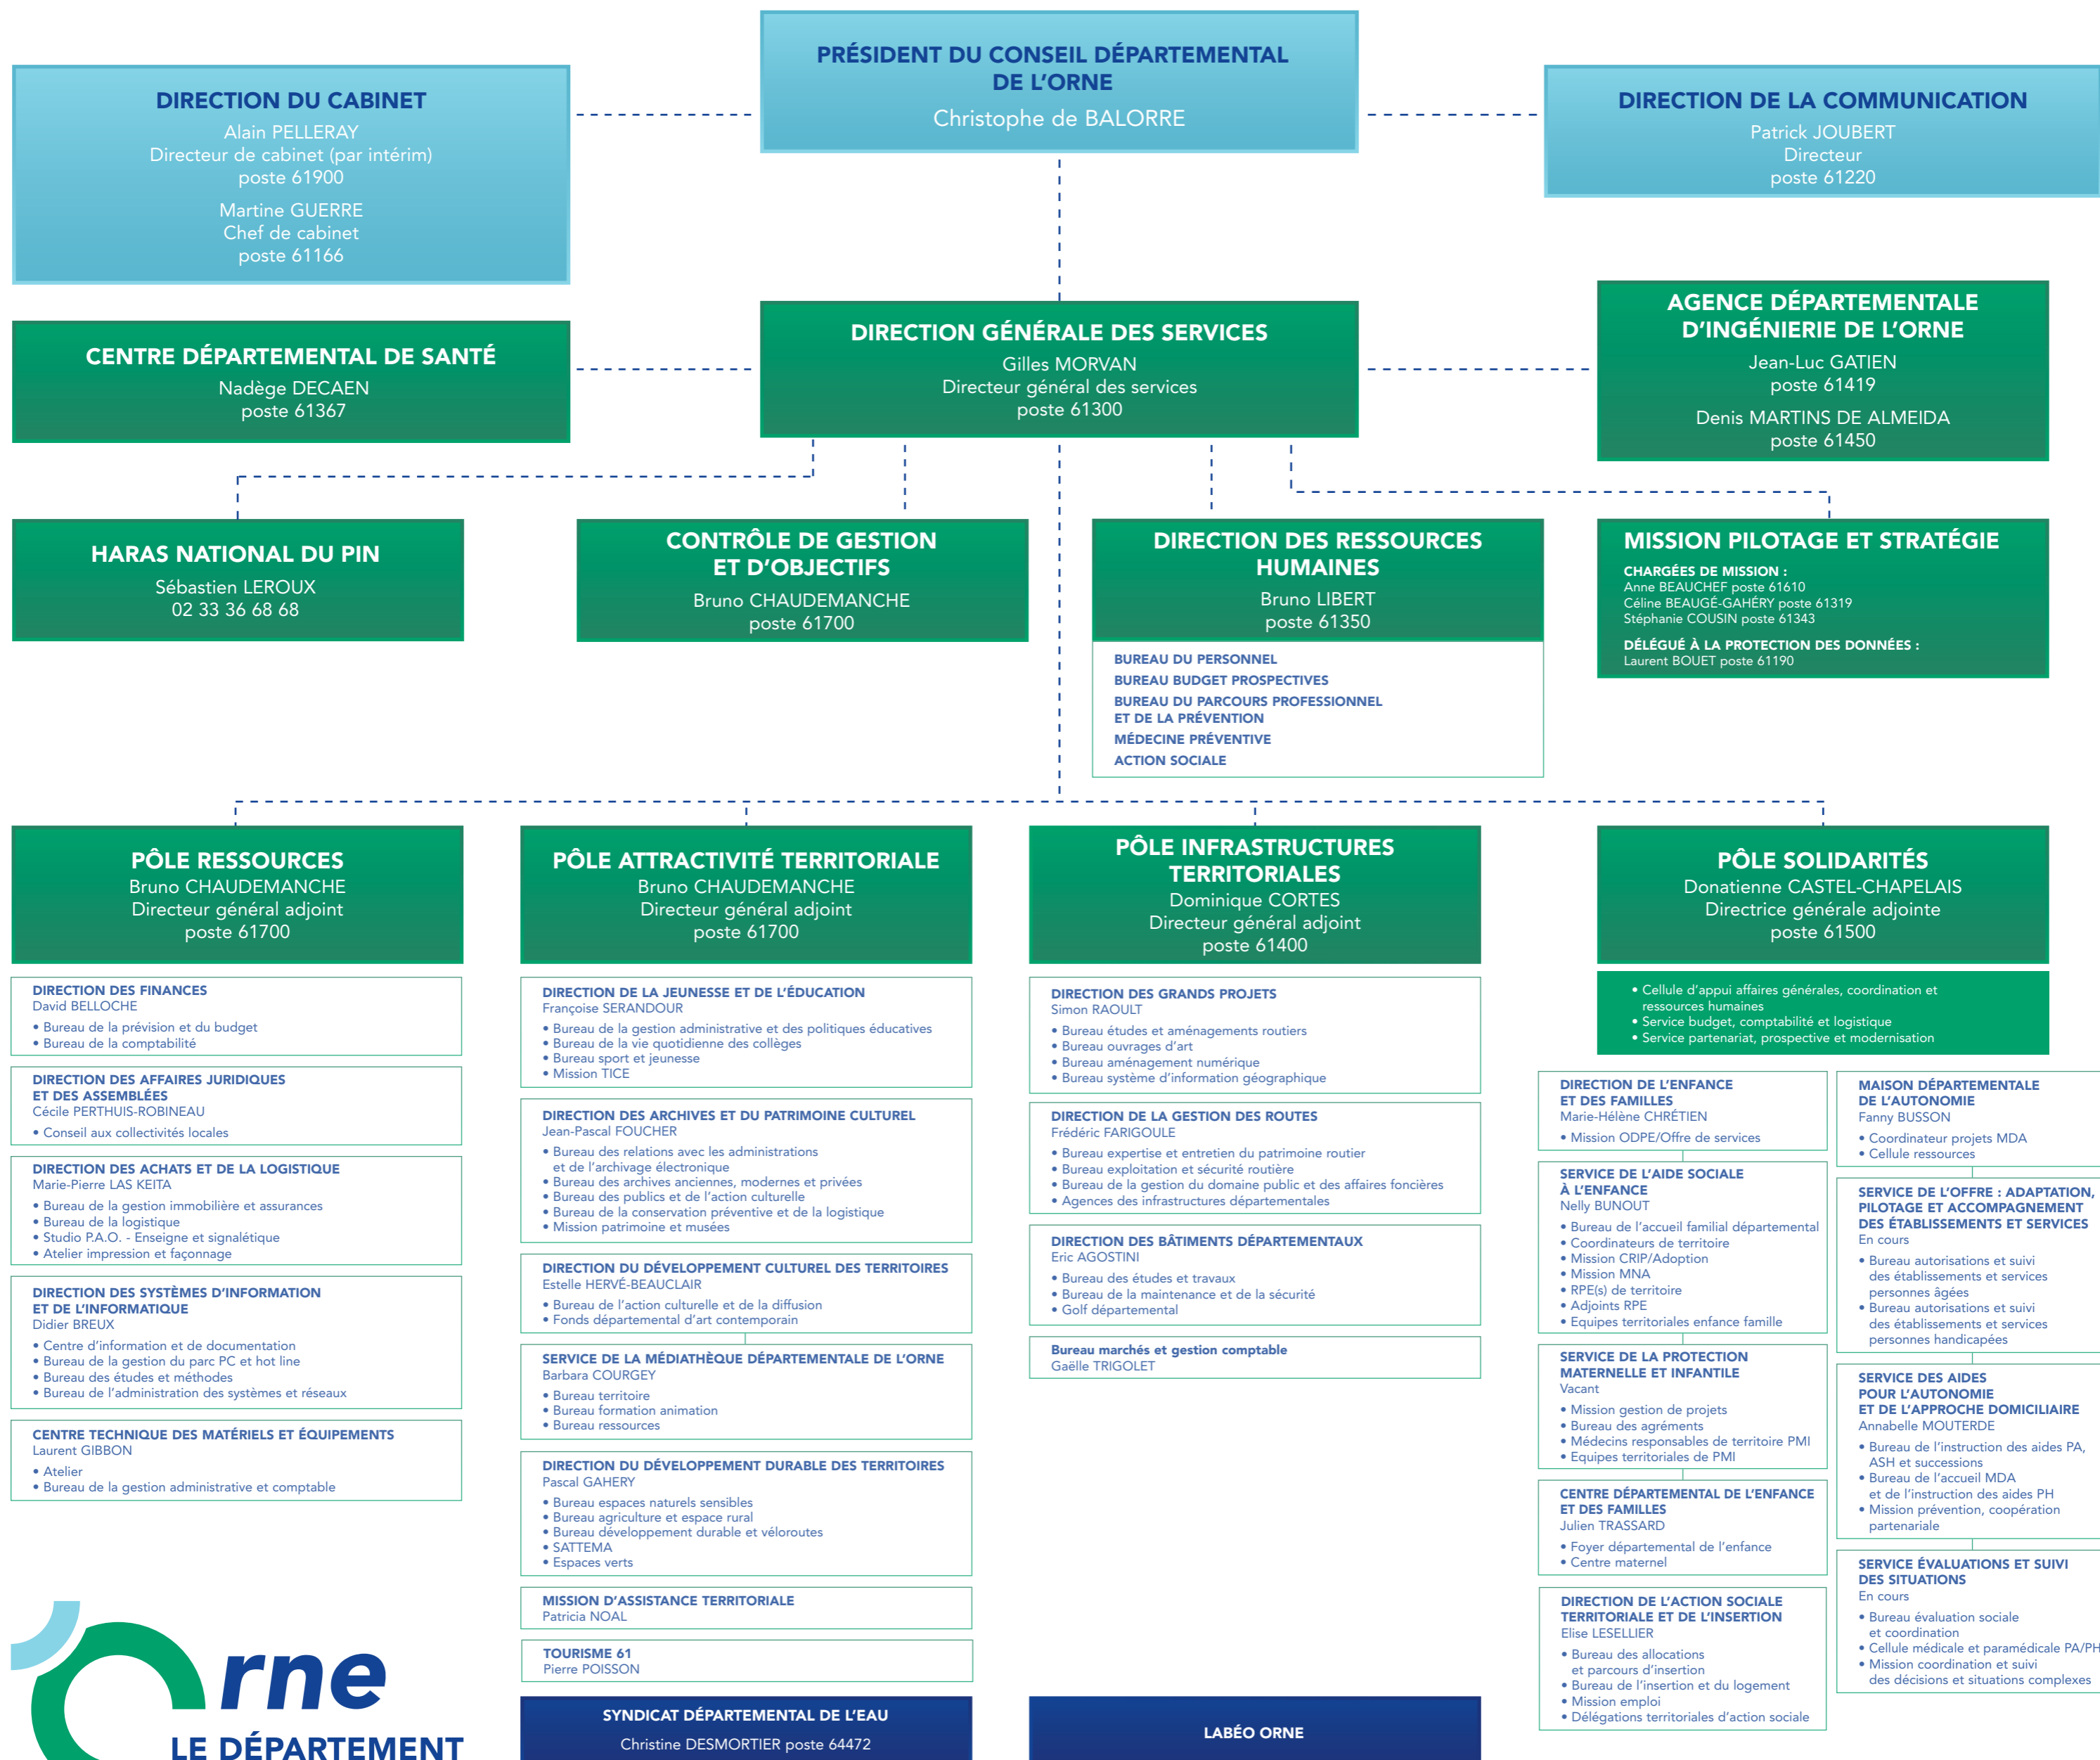 PRÉSIDENT DU CONSEIL DÉPARTEMENTAL
DE L'ORNE
Christophe de BALORRE
DIRECTION DU CABINET
Alain PELLERAY
Directeur de cabinet (par intérim)
poste 61900
Martine GUERRE
Chef de cabinet
poste 61166
DIRECTION DE LA COMMUNICATION
Patrick JOUBERT
Directeur
poste 61220
CENTRE DÉPARTEMENTAL DE SANTÉ
Nadège DECAEN
poste 61367
DIRECTION GÉNÉRALE DES SERVICES
Gilles MORVAN
Directeur général des services
poste 61300
AGENCE DÉPARTEMENTALE
D'INGÉNIERIE DE L'ORNE
Jean-Luc GATIEN
poste 61419
Denis MARTINS DE ALMEIDA
poste 61450
HARAS NATIONAL DU PIN
Sébastien LEROUX
02 33 36 68 68
CONTRÔLE DE GESTION
ET D'OBJECTIFS
Bruno CHAUDEMANCHE
poste 61700
DIRECTION DES RESSOURCES
HUMAINES
Bruno LIBERT
poste 61350
BUREAU DU PERSONNEL
BUREAU BUDGET PROSPECTIVES
BUREAU DU PARCOURS PROFESSIONNEL
ET DE LA PRÉVENTION
MÉDECINE PRÉVENTIVE
ACTION SOCIALE
MISSION PILOTAGE ET STRATÉGIE
CHARGÉES DE MISSION :
Anne BEAUCHEF poste 61610
Céline BEAUGÉ-GAHÉRY poste 61319
Stéphanie COUSIN poste 61343
DÉLÉGUÉ À LA PROTECTION DES DONNÉES :
Laurent BOUET poste 61190
PÔLE RESSOURCES
Bruno CHAUDEMANCHE
Directeur général adjoint
poste 61700
DIRECTION DES FINANCES
David BELLOCHE
• Bureau de la prévision et du budget
• Bureau de la comptabilité
DIRECTION DES AFFAIRES JURIDIQUES
ET DES ASSEMBLÉES
Cécile PERTHUIS-ROBINEAU
• Conseil aux collectivités locales
DIRECTION DES ACHATS ET DE LA LOGISTIQUE
Marie-Pierre LAS KEITA
• Bureau de la gestion immobilière et assurances
• Bureau de la logistique
• Studio P.A.O. - Enseigne et signalétique
• Atelier impression et façonnage
DIRECTION DES SYSTÈMES D'INFORMATION
ET DE L'INFORMATIQUE
Didier BREUX
• Centre d'information et de documentation
• Bureau de la gestion du parc PC et hot line
• Bureau des études et méthodes
• Bureau de l'administration des systèmes et réseaux
CENTRE TECHNIQUE DES MATÉRIELS ET ÉQUIPEMENTS
Laurent GIBBON
• Atelier
• Bureau de la gestion administrative et comptable
PÔLE ATTRACTIVITÉ TERRITORIALE
Bruno CHAUDEMANCHE
Directeur général adjoint
poste 61700
DIRECTION DE LA JEUNESSE ET DE L'ÉDUCATION
Françoise SERANDOUR
• Bureau de la gestion administrative et des politiques éducatives
• Bureau de la vie quotidienne des collèges
• Bureau sport et jeunesse
• Mission TICE
DIRECTION DES ARCHIVES ET DU PATRIMOINE CULTUREL
Jean-Pascal FOUCHER
• Bureau des relations avec les administrations
et de l'archivage électronique
• Bureau des archives anciennes, modernes et privées
• Bureau des publics et de l'action culturelle
• Bureau de la conservation préventive et de la logistique
• Mission patrimoine et musées
DIRECTION DU DÉVELOPPEMENT CULTUREL DES TERRITOIRES
Estelle HERVÉ-BEAUCLAIR
• Bureau de l'action culturelle et de la diffusion
• Fonds départemental d'art contemporain
SERVICE DE LA MÉDIATHÈQUE DÉPARTEMENTALE DE L'ORNE
Barbara COURGEY
• Bureau territoire
• Bureau formation animation
• Bureau ressources
DIRECTION DU DÉVELOPPEMENT DURABLE DES TERRITOIRES
Pascal GAHERY
• Bureau espaces naturels sensibles
• Bureau agriculture et espace rural
• Bureau développement durable et véloroutes
• SATTEMA
• Espaces verts
MISSION D'ASSISTANCE TERRITORIALE
Patricia NOAL
TOURISME 61
Pierre POISSON
SYNDICAT DÉPARTEMENTAL DE L'EAU
Christine DESMORTIER poste 64472
PÔLE INFRASTRUCTURES
TERRITORIALES
Dominique CORTES
Directeur général adjoint
poste 61400
DIRECTION DES GRANDS PROJETS
Simon RAOULT
• Bureau études et aménagements routiers
• Bureau ouvrages d'art
• Bureau aménagement numérique
• Bureau système d'information géographique
DIRECTION DE LA GESTION DES ROUTES
Frédéric FARIGOULE
• Bureau expertise et entretien du patrimoine routier
• Bureau exploitation et sécurité routière
• Bureau de la gestion du domaine public et des affaires foncières
• Agences des infrastructures départementales
DIRECTION DES BÂTIMENTS DÉPARTEMENTAUX
Eric AGOSTINI
• Bureau des études et travaux
• Bureau de la maintenance et de la sécurité
• Golf départemental
Bureau marchés et gestion comptable
Gaëlle TRIGOLET
LABÉO ORNE
PÔLE SOLIDARITÉS
Donatienne CASTEL-CHAPELAIS
Directrice générale adjointe
poste 61500
• Cellule d'appui affaires générales, coordination et
ressources humaines
• Service budget, comptabilité et logistique
• Service partenariat, prospective et modernisation
DIRECTION DE L'ENFANCE
ET DES FAMILLES
Marie-Hélène CHRÉTIEN
• Mission ODPE/Offre de services
SERVICE DE L'AIDE SOCIALE
À L'ENFANCE
Nelly BUNOUT
• Bureau de l'accueil familial départemental
• Coordinateurs de territoire
• Mission CRIP/Adoption
• Mission MNA
• RPE(s) de territoire
• Adjoints RPE
• Equipes territoriales enfance famille
SERVICE DE LA PROTECTION
MATERNELLE ET INFANTILE
Vacant
• Mission gestion de projets
• Bureau des agréments
• Médecins responsables de territoire PMI
• Equipes territoriales de PMI
CENTRE DÉPARTEMENTAL DE L'ENFANCE
ET DES FAMILLES
Julien TRASSARD
• Foyer départemental de l'enfance
• Centre maternel
DIRECTION DE L'ACTION SOCIALE
TERRITORIALE ET DE L'INSERTION
Elise LESELLIER
• Bureau des allocations
et parcours d'insertion
• Bureau de l'insertion et du logement
• Mission emploi
• Délégations territoriales d'action sociale
MAISON DÉPARTEMENTALE
DE L'AUTONOMIE
Fanny BUSSON
• Coordinateur projets MDA
• Cellule ressources
SERVICE DE L'OFFRE : ADAPTATION,
PILOTAGE ET ACCOMPAGNEMENT
DES ÉTABLISSEMENTS ET SERVICES
En cours
• Bureau autorisations et suivi
des établissements et services
personnes âgées
• Bureau autorisations et suivi
des établissements et services
personnes handicapées
SERVICE DES AIDES
POUR L'AUTONOMIE
ET DE L'APPROCHE DOMICILIAIRE
Annabelle MOUTERDE
• Bureau de l'instruction des aides PA,
ASH et successions
• Bureau de l'accueil MDA
et de l'instruction des aides PH
• Mission prévention, coopération
partenariale
SERVICE ÉVALUATIONS ET SUIVI
DES SITUATIONS
En cours
• Bureau évaluation sociale
et coordination
• Cellule médicale et paramédicale PA/PH
• Mission coordination et suivi
des décisions et situations complexes
Orne
LE DÉPARTEMENT